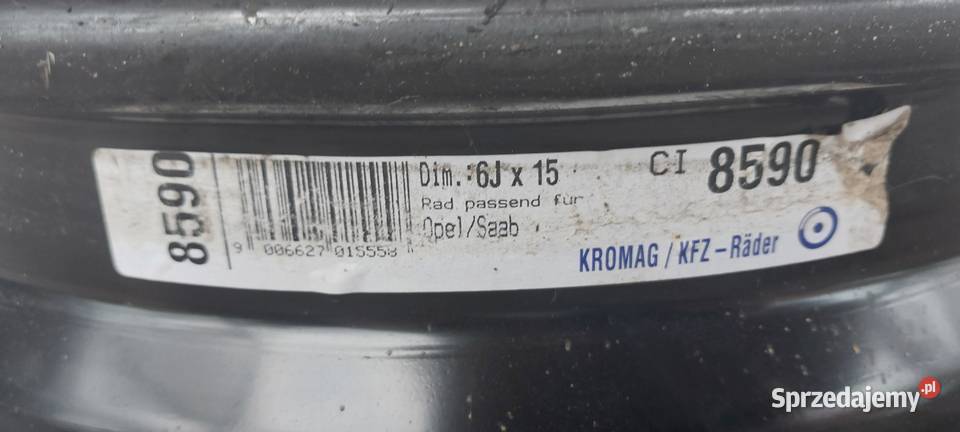 8590
Dim.:6J x 15
CI 8590
Rad passend für
Opel/Saab
9 006627 015558
KROMAG / KFZ-Räder
Sprzedajemy.pl